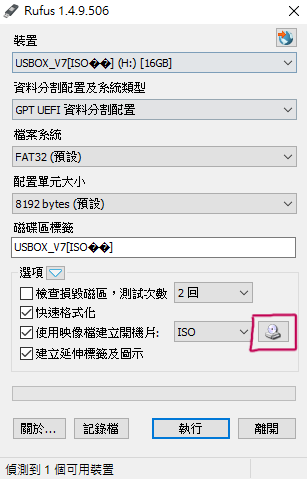 Rufus 1.4.9.506
裝置
USBOX_V7[ISO��] (H:) [16GB]
資料分割配置及系統類型
GPT UEFI 資料分割配置
檔案系統
FAT32 (預設)
配置單元大小
8192 bytes (預設)
磁碟區標籤
USBOX_V7[ISO��]
選項
檢查損毀磁區，測試次數 2 回
快速格式化
使用映像檔建立開機片: ISO
建立延伸標籤及圖示
關於... 記錄檔 執行 離開
偵測到 1 個可用裝置